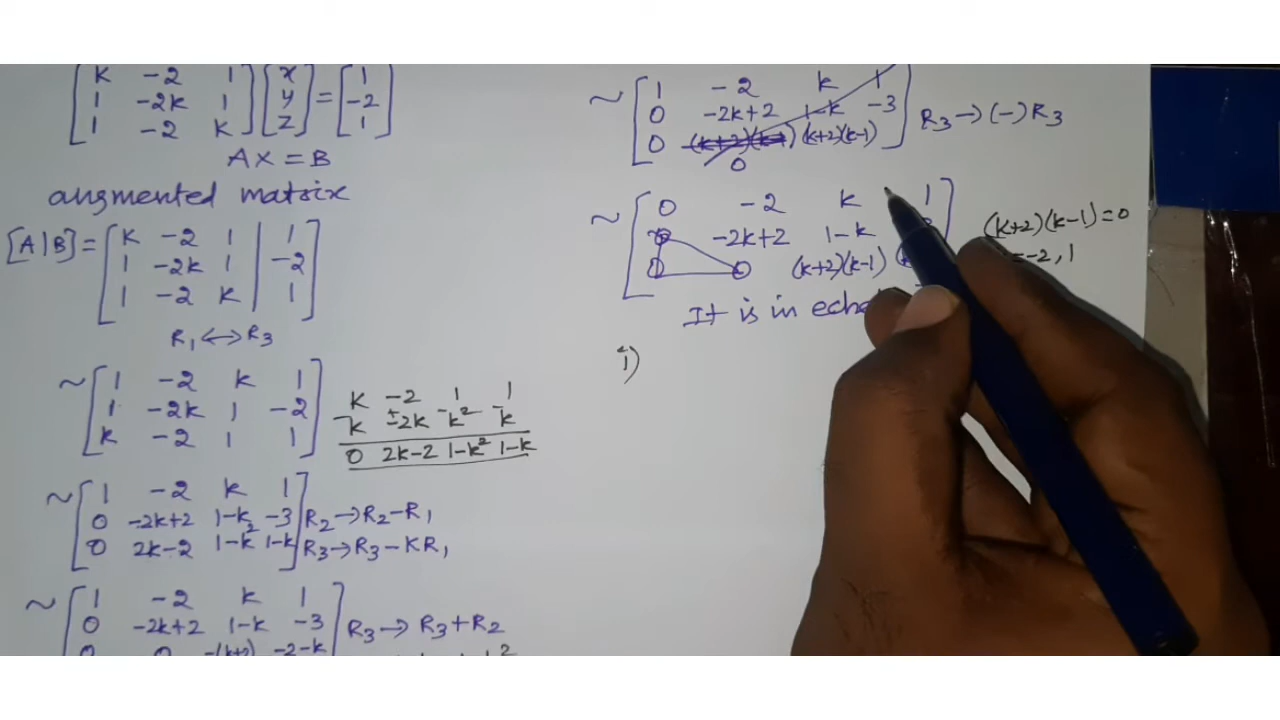 [K -2 1] [x] = [1]
[1 -2K 1] [y] [-2]
[1 -2 K] [z] [1]
AX = B
augmented matrix
[A|B] = [K -2 1 | 1]
[1 -2K 1 | -2]
[1 -2 K | 1]
R₁↔R₃
~ [1 -2 K 1]
[1 -2K 1 -2]
[K -2 1 1]
K -2 1 1
-K ±2K -K² -K
0 2K-2 1-K² 1-K
~ [1 -2 K 1]
[0 -2K+2 1-K -3] R₂→R₂-R₁
[0 2K-2 1-K² 1-K] R₃→R₃-KR₁
~ [1 -2 K 1]
[0 -2K+2 1-K -3] R₃→R₃+R₂
0 0 -2-K
~ [1 -2 K 1]
[0 -2K+2 1-K -3] R₃→(-)R₃
[0 0 (K+2)(K-1)]
~ [0 -2 K 1]
[0 -2K+2 1-K
[0 0 (K+2)(K-1)
(K+2)(K-1)=0
=-2,1
It is in
i)